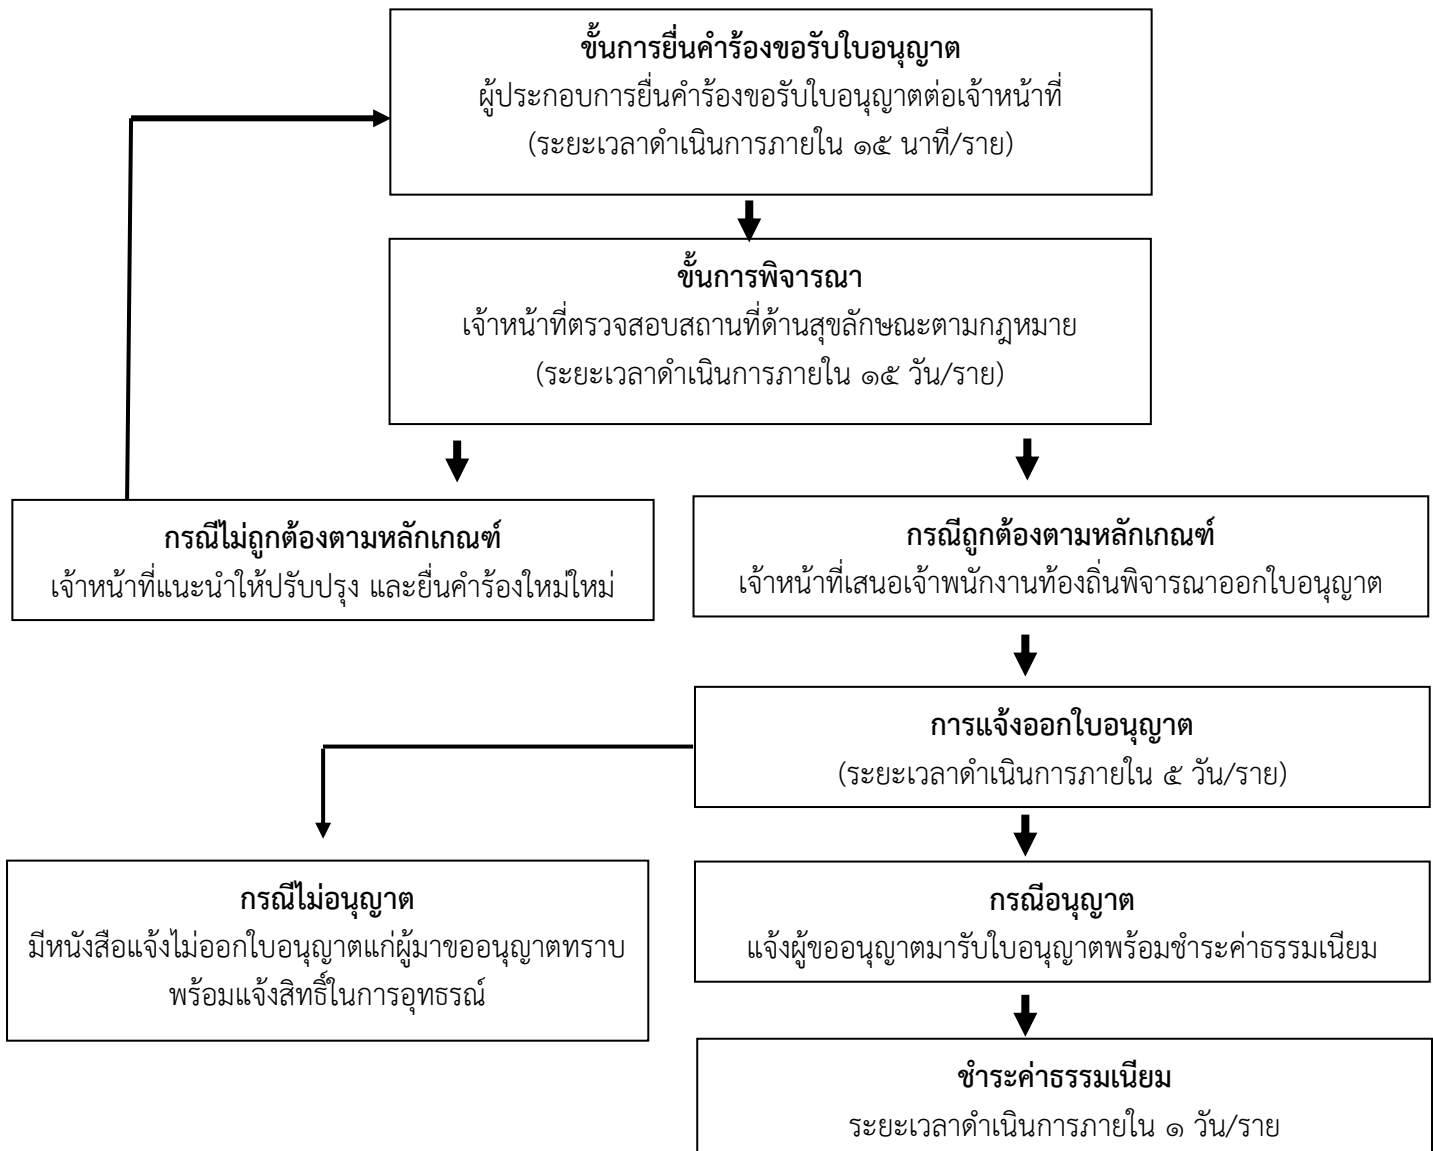 ขั้นการยื่นคำร้องขอรับใบอนุญาต
ผู้ประกอบการยื่นคำร้องขอรับใบอนุญาตต่อเจ้าหน้าที่
(ระยะเวลาดำเนินการภายใน ๑๕ นาที/ราย)
ขั้นการพิจารณา
เจ้าหน้าที่ตรวจสอบสถานที่ด้านสุขลักษณะตามกฎหมาย
(ระยะเวลาดำเนินการภายใน ๑๕ วัน/ราย)
กรณีไม่ถูกต้องตามหลักเกณฑ์
เจ้าหน้าที่แนะนำให้ปรับปรุง และยื่นคำร้องใหม่ใหม่
กรณีถูกต้องตามหลักเกณฑ์
เจ้าหน้าที่เสนอเจ้าพนักงานท้องถิ่นพิจารณาออกใบอนุญาต
การแจ้งออกใบอนุญาต
(ระยะเวลาดำเนินการภายใน ๕ วัน/ราย)
กรณีไม่อนุญาต
มีหนังสือแจ้งไม่ออกใบอนุญาตแก่ผู้มาขออนุญาตทราบ
พร้อมแจ้งสิทธิ์ในการอุทธรณ์
กรณีอนุญาต
แจ้งผู้ขออนุญาตมารับใบอนุญาตพร้อมชำระค่าธรรมเนียม
ชำระค่าธรรมเนียม
ระยะเวลาดำเนินการภายใน ๑ วัน/ราย